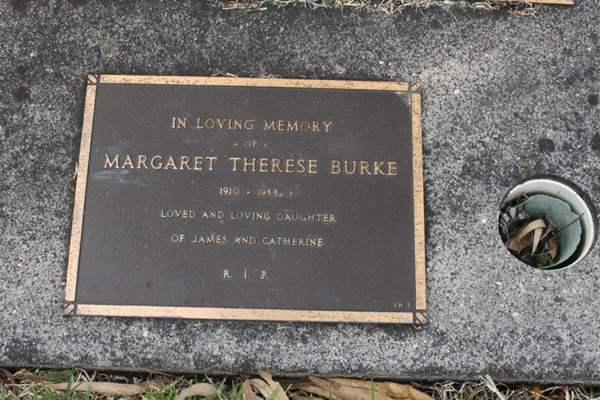 IN LOVING MEMORY
- OF -
MARGARET THERESE BURKE
1910 - 1988
LOVED AND LOVING DAUGHTER
OF JAMES AND CATHERINE
R. I. P.